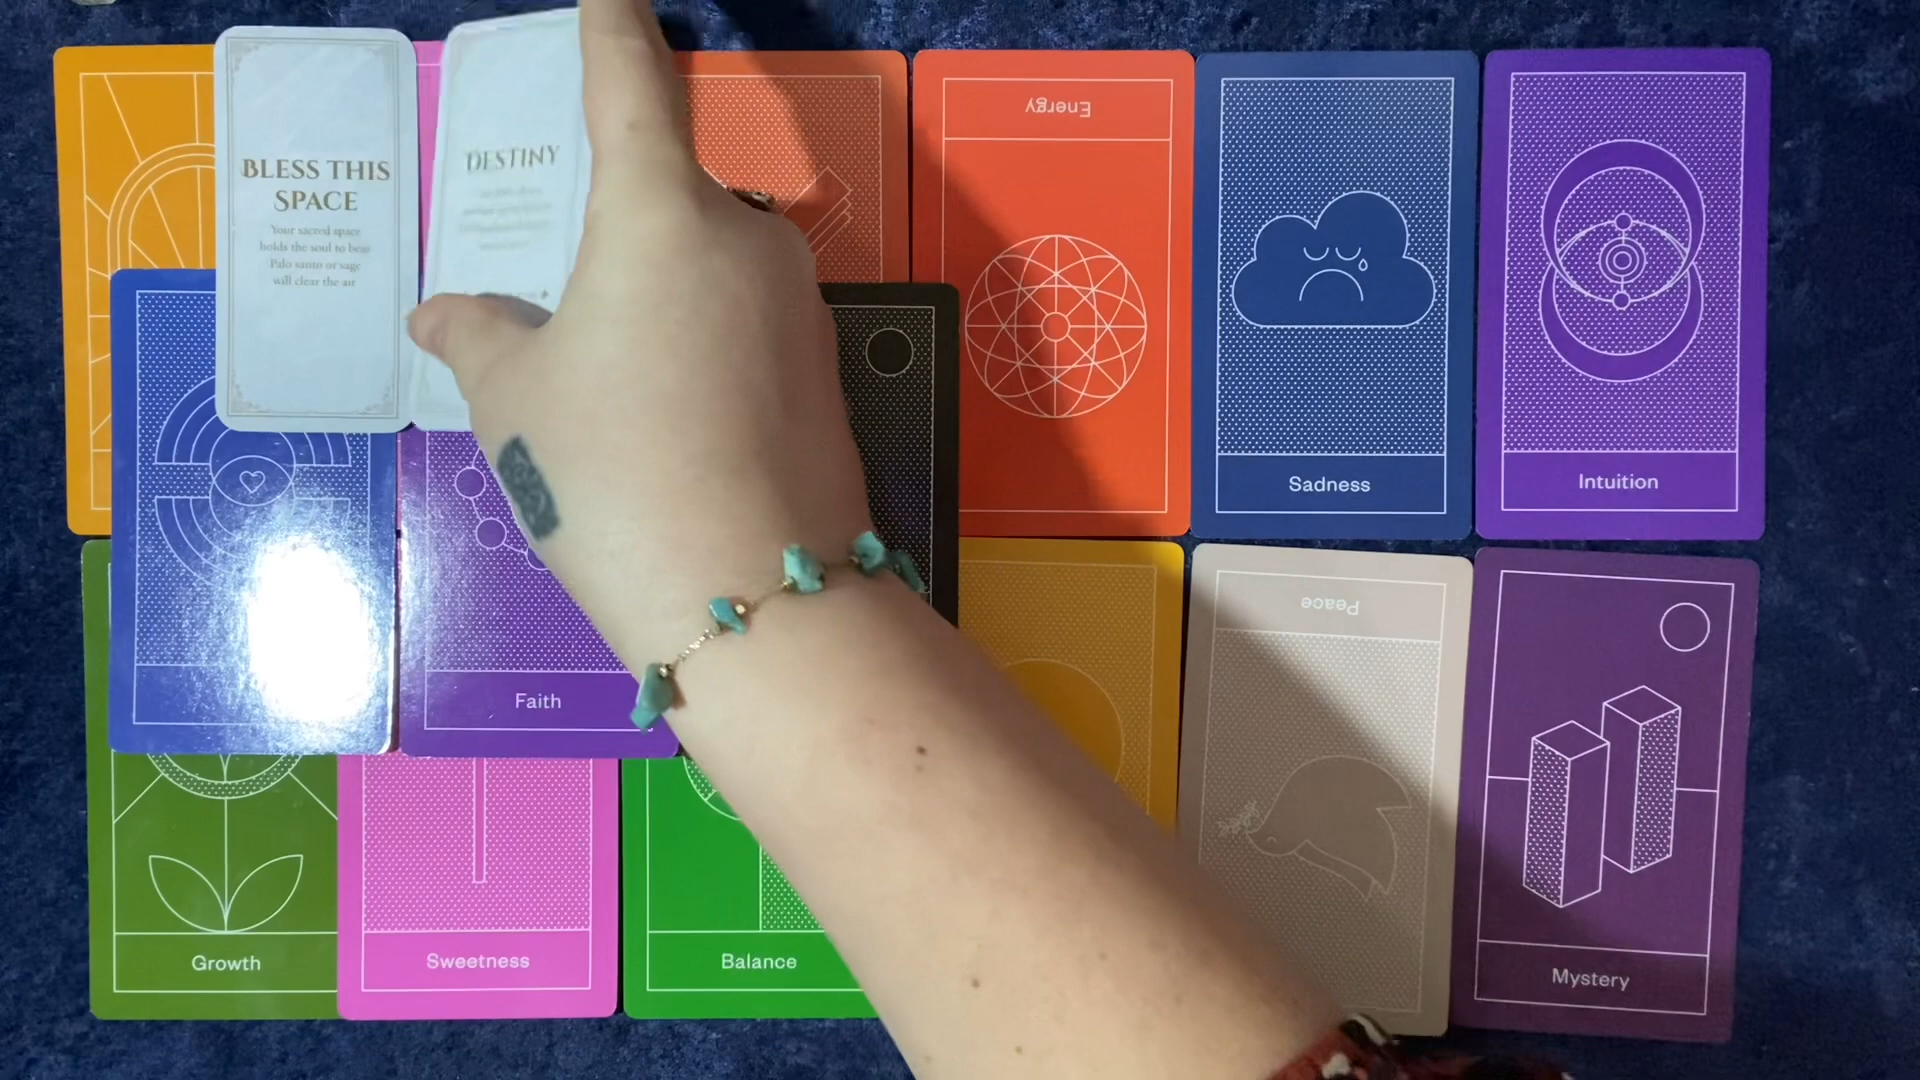 BLESS THIS
SPACE
Your sacred space
holds the soul to bear
Palo santo or sage
will clear the air
DESTINY
Energy
Sadness
Intuition
Faith
Peace
Growth
Sweetness
Balance
Mystery